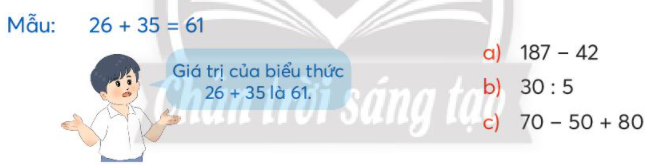 Mẫu: 26 + 35 = 61
Giá trị của biểu thức
26 + 35 là 61.
a) 187 – 42
b) 30 : 5
c) 70 – 50 + 80
Chân trời sáng tạo